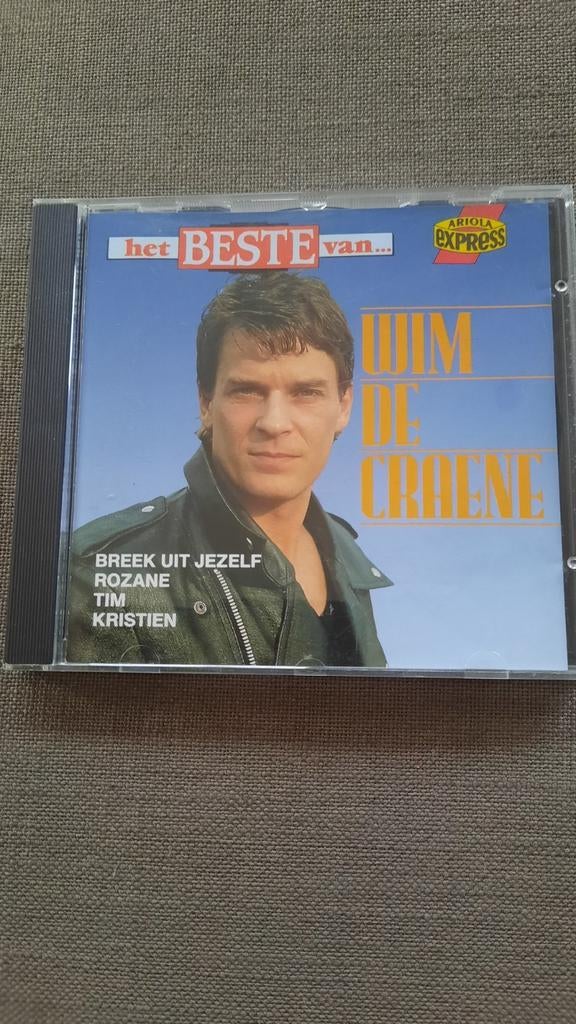 het BESTE van...
ARIOLA
express
WIM
DE
CRAENE
BREEK UIT JEZELF
ROZANE
TIM
KRISTIEN